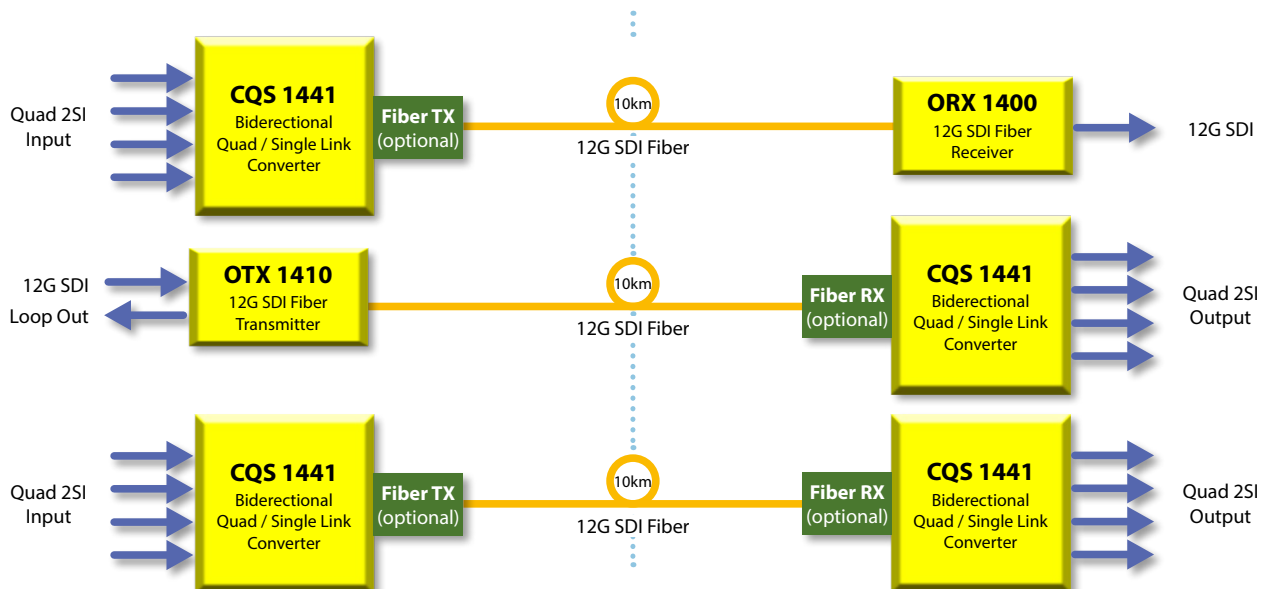 Quad 2SI
Input
CQS 1441
Biderectional
Quad / Single Link
Converter
Fiber TX
(optional)
10km
12G SDI Fiber
ORX 1400
12G SDI Fiber
Receiver
12G SDI
12G SDI
Loop Out
OTX 1410
12G SDI Fiber
Transmitter
10km
12G SDI Fiber
Fiber RX
(optional)
CQS 1441
Biderectional
Quad / Single Link
Converter
Quad 2SI
Output
Quad 2SI
Input
CQS 1441
Biderectional
Quad / Single Link
Converter
Fiber TX
(optional)
10km
12G SDI Fiber
Fiber RX
(optional)
CQS 1441
Biderectional
Quad / Single Link
Converter
Quad 2SI
Output